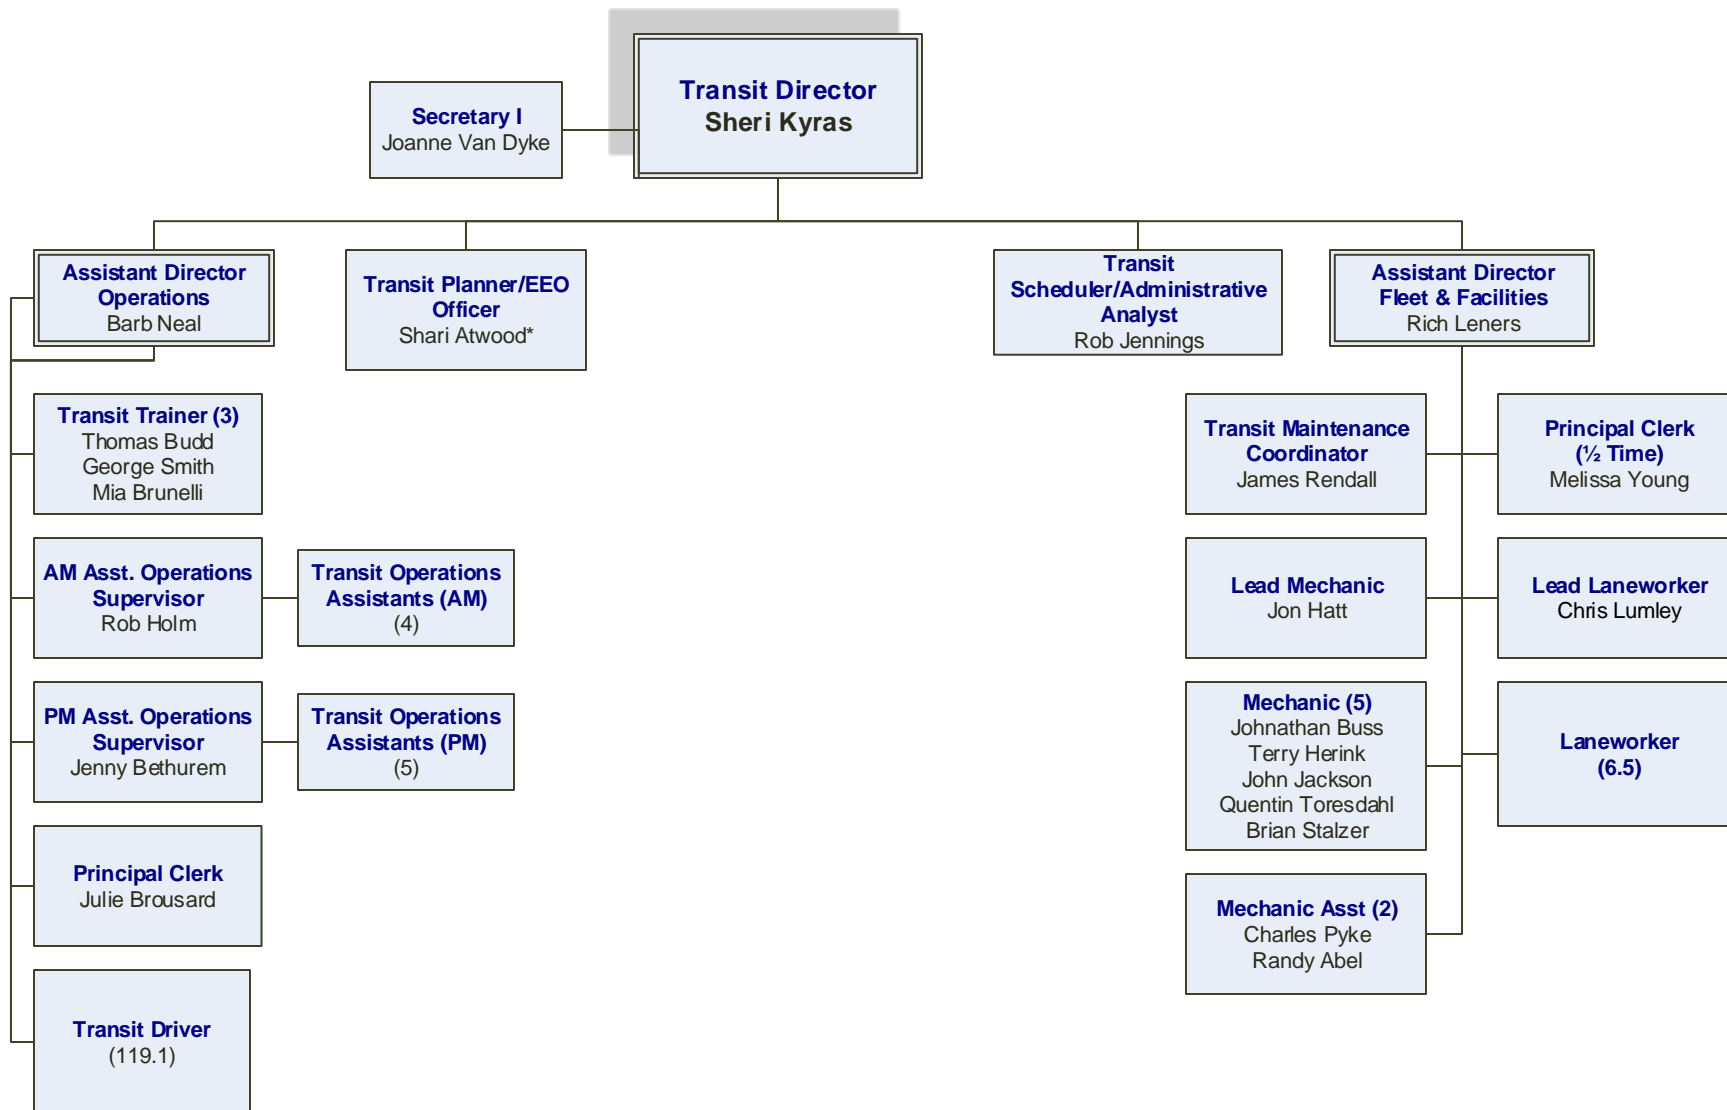 Transit Director
Sheri Kyras
Secretary I
Joanne Van Dyke
Assistant Director
Operations
Barb Neal
Transit Planner/EEO
Officer
Shari Atwood*
Transit
Scheduler/Administrative
Analyst
Rob Jennings
Assistant Director
Fleet & Facilities
Rich Leners
Transit Trainer (3)
Thomas Budd
George Smith
Mia Brunelli
AM Asst. Operations
Supervisor
Rob Holm
Transit Operations
Assistants (AM)
(4)
PM Asst. Operations
Supervisor
Jenny Bethurem
Transit Operations
Assistants (PM)
(5)
Principal Clerk
Julie Brousard
Transit Driver
(119.1)
Transit Maintenance
Coordinator
James Rendall
Principal Clerk
(½ Time)
Melissa Young
Lead Mechanic
Jon Hatt
Lead Laneworker
Chris Lumley
Mechanic (5)
Johnathan Buss
Terry Herink
John Jackson
Quentin Toresdahl
Brian Stalzer
Laneworker
(6.5)
Mechanic Asst (2)
Charles Pyke
Randy Abel